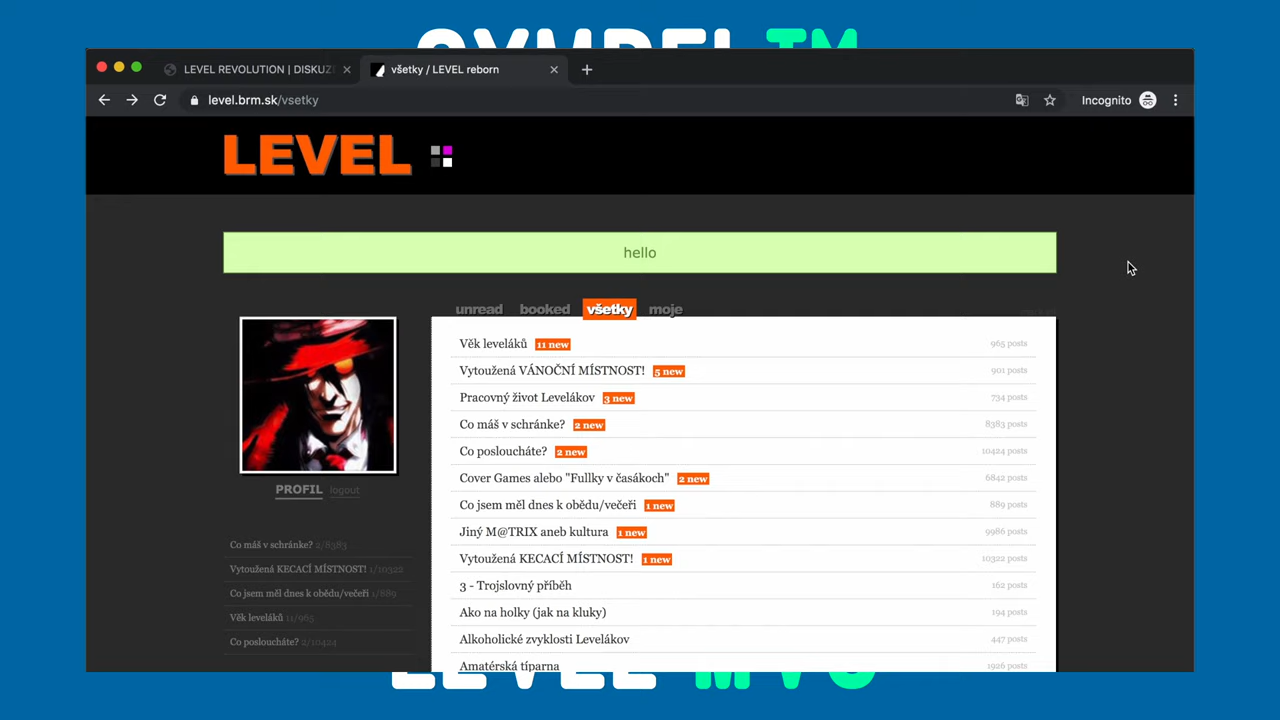 TM
LEVEL REVOLUTION | DISKUZ
všetky / LEVEL reborn
level.brm.sk/vsetky
Incognito
LEVEL
hello
unread booked všetky moje
Věk leveláků 11 new 965 posts
Vytoužená VÁNOČNÍ MÍSTNOST! 5 new 901 posts
Pracovný život Levelákov 3 new 734 posts
Co máš v schránke? 2 new 8383 posts
Co posloucháte? 2 new 10424 posts
Cover Games alebo "Fullky v časákoch" 2 new 6842 posts
Co jsem měl dnes k obědu/večeři 1 new 889 posts
Jiný M@TRIX aneb kultura 1 new 9986 posts
Vytoužená KECACÍ MÍSTNOST! 1 new 10322 posts
3 - Trojslovný příběh 162 posts
Ako na holky (jak na kluky) 194 posts
Alkoholické zvyklosti Levelákov 447 posts
Amatérská típarna 1926 posts
PROFIL logout
Co máš v schránke? 2/8383
Vytoužená KECACÍ MÍSTNOST! 1/10322
Co jsem měl dnes k obědu/večeři 1/889
Věk leveláků 11/965
Co posloucháte? 2/10424